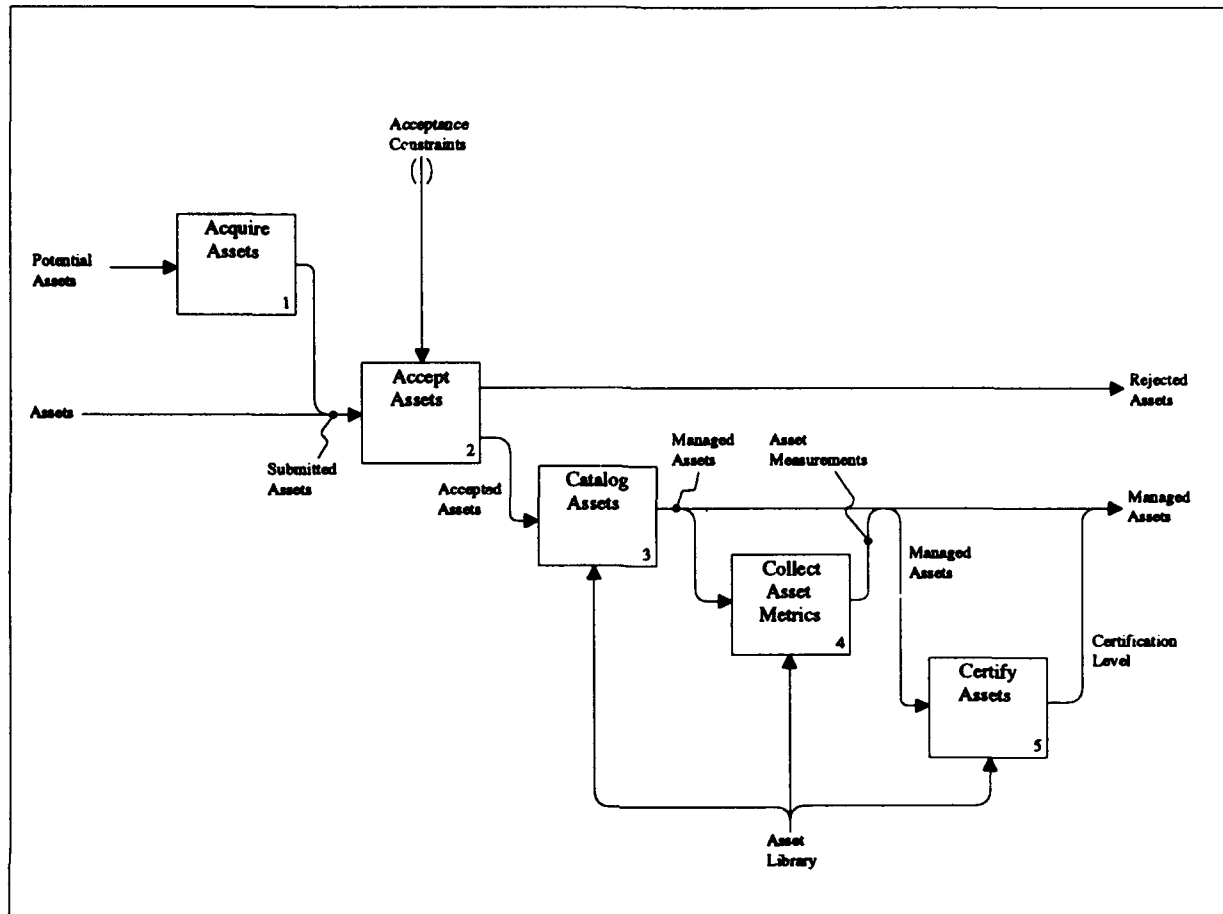 Acceptance
Constraints
()
Acquire
Assets
1
Potential
Assets
Accept
Assets
2
Rejected
Assets
Assets
Submitted
Assets
Accepted
Assets
Managed
Assets
Asset
Measurements
Catalog
Assets
3
Managed
Assets
Collect
Asset
Metrics
4
Managed
Assets
Certification
Level
Certify
Assets
5
Asset
Library